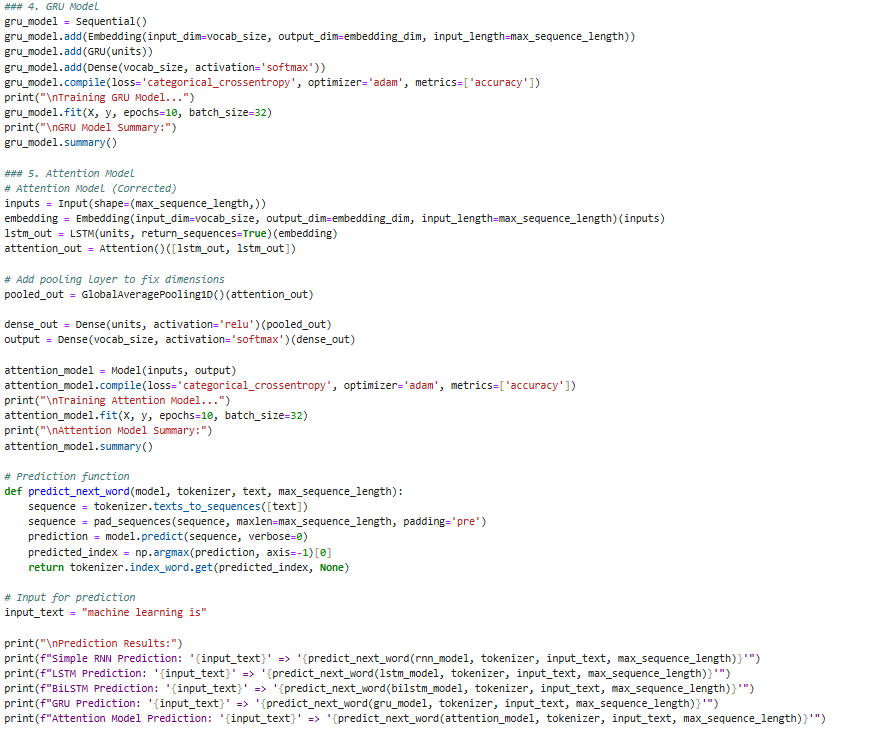 ### 4. GRU Model
gru_model = Sequential()
gru_model.add(Embedding(input_dim=vocab_size, output_dim=embedding_dim, input_length=max_sequence_length))
gru_model.add(GRU(units))
gru_model.add(Dense(vocab_size, activation='softmax'))
gru_model.compile(loss='categorical_crossentropy', optimizer='adam', metrics=['accuracy'])
print("\nTraining GRU Model...")
gru_model.fit(X, y, epochs=10, batch_size=32)
print("\nGRU Model Summary:")
gru_model.summary()

### 5. Attention Model
# Attention Model (Corrected)
inputs = Input(shape=(max_sequence_length,))
embedding = Embedding(input_dim=vocab_size, output_dim=embedding_dim, input_length=max_sequence_length)(inputs)
lstm_out = LSTM(units, return_sequences=True)(embedding)
attention_out = Attention()([lstm_out, lstm_out])

# Add pooling layer to fix dimensions
pooled_out = GlobalAveragePooling1D()(attention_out)

dense_out = Dense(units, activation='relu')(pooled_out)
output = Dense(vocab_size, activation='softmax')(dense_out)

attention_model = Model(inputs, output)
attention_model.compile(loss='categorical_crossentropy', optimizer='adam', metrics=['accuracy'])
print("\nTraining Attention Model...")
attention_model.fit(X, y, epochs=10, batch_size=32)
print("\nAttention Model Summary:")
attention_model.summary()

# Prediction function
def predict_next_word(model, tokenizer, text, max_sequence_length):
    sequence = tokenizer.texts_to_sequences([text])
    sequence = pad_sequences(sequence, maxlen=max_sequence_length, padding='pre')
    prediction = model.predict(sequence, verbose=0)
    predicted_index = np.argmax(prediction, axis=-1)[0]
    return tokenizer.index_word.get(predicted_index, None)

# Input for prediction
input_text = "machine learning is"

print("\nPrediction Results:")
print(f"Simple RNN Prediction: '{input_text}' => '{predict_next_word(rnn_model, tokenizer, input_text, max_sequence_length)}'")
print(f"LSTM Prediction: '{input_text}' => '{predict_next_word(lstm_model, tokenizer, input_text, max_sequence_length)}'")
print(f"BiLSTM Prediction: '{input_text}' => '{predict_next_word(bilstm_model, tokenizer, input_text, max_sequence_length)}'")
print(f"GRU Prediction: '{input_text}' => '{predict_next_word(gru_model, tokenizer, input_text, max_sequence_length)}'")
print(f"Attention Model Prediction: '{input_text}' => '{predict_next_word(attention_model, tokenizer, input_text, max_sequence_length)}'")